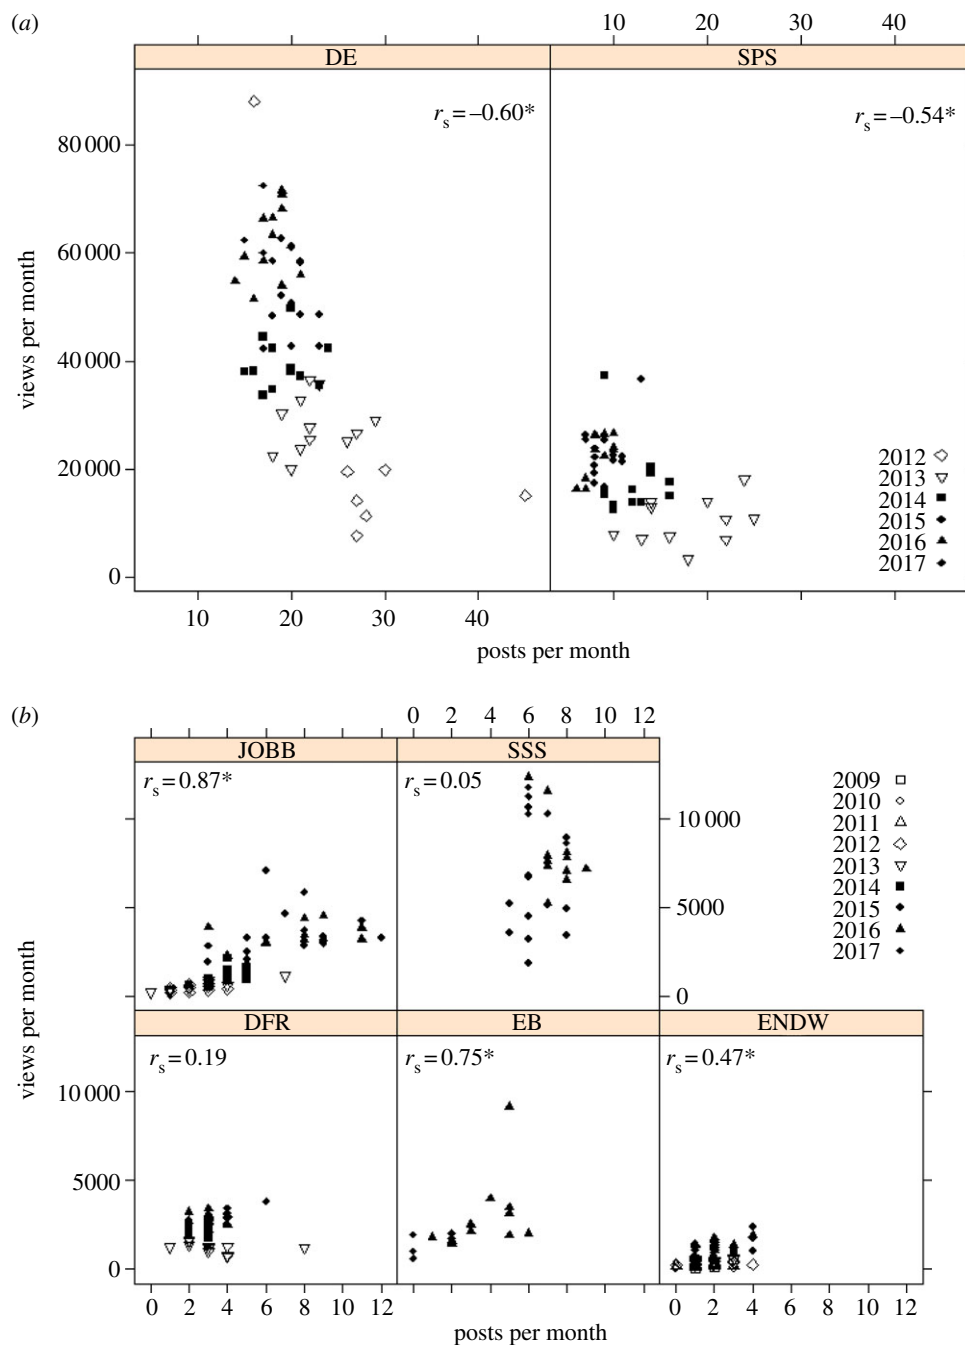 (a)
10 20 30 40
DE SPS
r_s = –0.60* r_s = –0.54*
80 000
60 000
40 000
20 000
0
views per month
2012
2013
2014
2015
2016
2017
10 20 30 40
posts per month
(b)
0 2 4 6 8 10 12
JOBB SSS
r_s = 0.87* r_s = 0.05
10 000
5000
0
2009
2010
2011
2012
2013
2014
2015
2016
2017
views per month
DFR EB ENDW
r_s = 0.19 r_s = 0.75* r_s = 0.47*
10 000
5000
0
0 2 4 6 8 10 12 0 2 4 6 8 10 12
posts per month